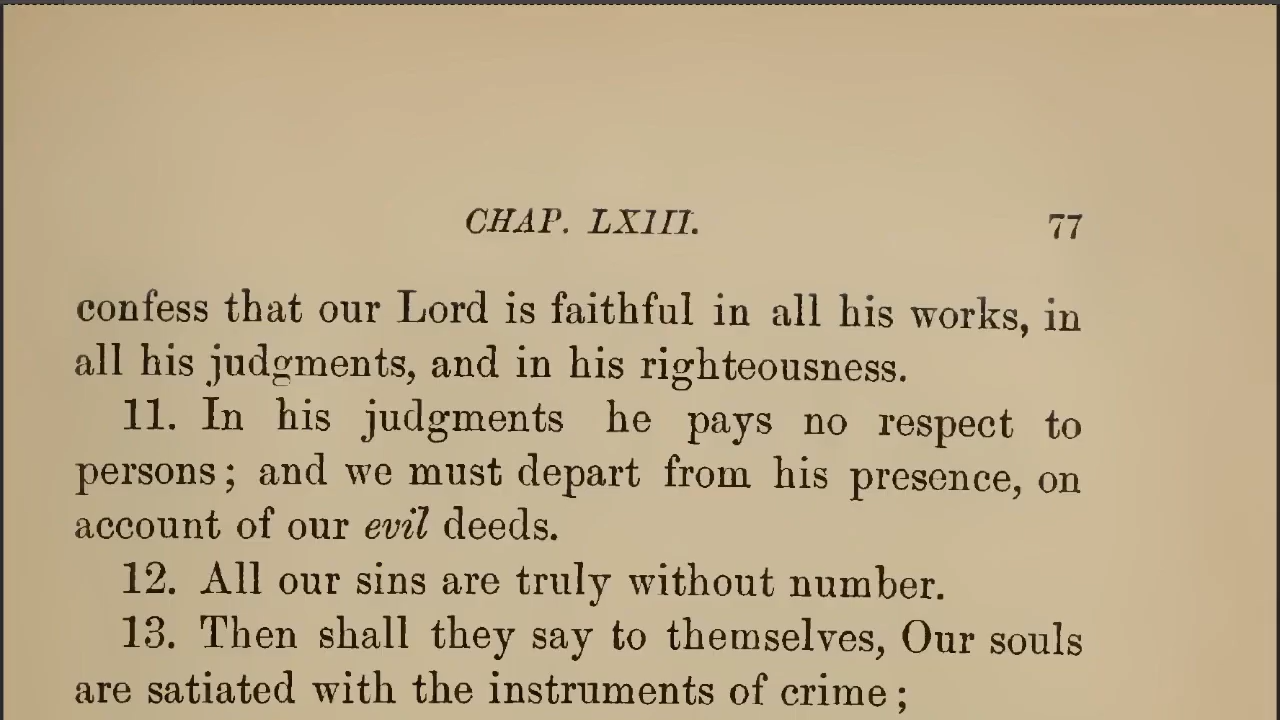 CHAP. LXIII. 77
confess that our Lord is faithful in all his works, in
all his judgments, and in his righteousness.
11. In his judgments he pays no respect to
persons; and we must depart from his presence, on
account of our evil deeds.
12. All our sins are truly without number.
13. Then shall they say to themselves, Our souls
are satiated with the instruments of crime;